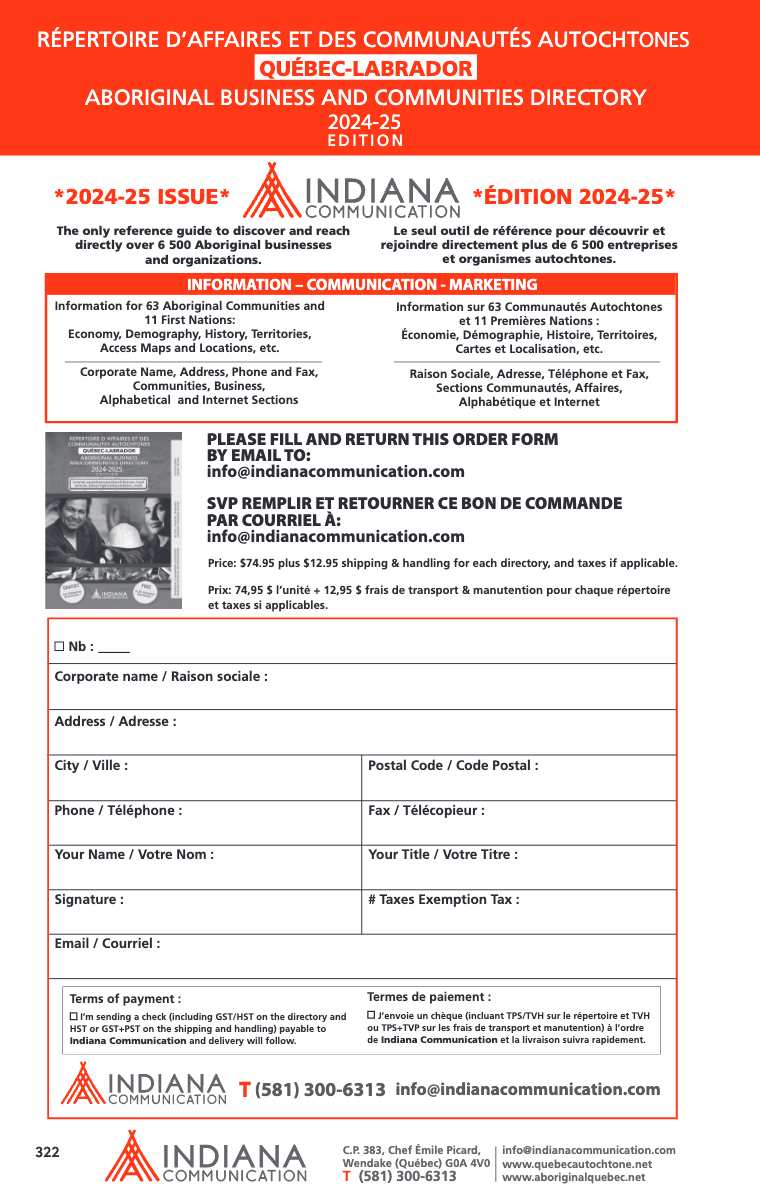 RÉPERTOIRE D’AFFAIRES ET DES COMMUNAUTÉS AUTOCHTONES
QUÉBEC-LABRADOR
ABORIGINAL BUSINESS AND COMMUNITIES DIRECTORY
2024-25
EDITION
*2024-25 ISSUE*
INDIANA
COMMUNICATION
*ÉDITION 2024-25*
The only reference guide to discover and reach
directly over 6 500 Aboriginal businesses
and organizations.
Le seul outil de référence pour découvrir et
rejoindre directement plus de 6 500 entreprises
et organismes autochtones.
INFORMATION – COMMUNICATION - MARKETING
Information for 63 Aboriginal Communities and
11 First Nations:
Economy, Demography, History, Territories,
Access Maps and Locations, etc.
Corporate Name, Address, Phone and Fax,
Communities, Business,
Alphabetical and Internet Sections
Information sur 63 Communautés Autochtones
et 11 Premières Nations :
Économie, Démographie, Histoire, Territoires,
Cartes et Localisation, etc.
Raison Sociale, Adresse, Téléphone et Fax,
Sections Communautés, Affaires,
Alphabétique et Internet
RÉPERTOIRE D’AFFAIRES ET DES
COMMUNAUTÉS AUTOCHTONES
QUÉBEC-LABRADOR
ABORIGINAL BUSINESS
AND COMMUNITIES DIRECTORY
2024-2025
EDITION
www.quebecautochtone.net
www.aboriginalquebec.net
GRATUIT
FREE
INDIANA
COMMUNICATION
PLEASE FILL AND RETURN THIS ORDER FORM
BY EMAIL TO:
info@indianacommunication.com
SVP REMPLIR ET RETOURNER CE BON DE COMMANDE
PAR COURRIEL À:
info@indianacommunication.com
Price: $74.95 plus $12.95 shipping & handling for each directory, and taxes if applicable.
Prix: 74,95 $ l’unité + 12,95 $ frais de transport & manutention pour chaque répertoire
et taxes si applicables.
☐ Nb : ____
Corporate name / Raison sociale :
Address / Adresse :
City / Ville :
Postal Code / Code Postal :
Phone / Téléphone :
Fax / Télécopieur :
Your Name / Votre Nom :
Your Title / Votre Titre :
Signature :
# Taxes Exemption Tax :
Email / Courriel :
Terms of payment :
☐ I’m sending a check (including GST/HST on the directory and
HST or GST+PST on the shipping and handling) payable to
Indiana Communication and delivery will follow.
Termes de paiement :
☐ J’envoie un chèque (incluant TPS/TVH sur le répertoire et TVH
ou TPS+TVP sur les frais de transport et manutention) à l’ordre
de Indiana Communication et la livraison suivra rapidement.
INDIANA
COMMUNICATION
T (581) 300-6313 info@indianacommunication.com
322
INDIANA
COMMUNICATION
C.P. 383, Chef Émile Picard,
Wendake (Québec) G0A 4V0
T (581) 300-6313
info@indianacommunication.com
www.quebecautochtone.net
www.aboriginalquebec.net